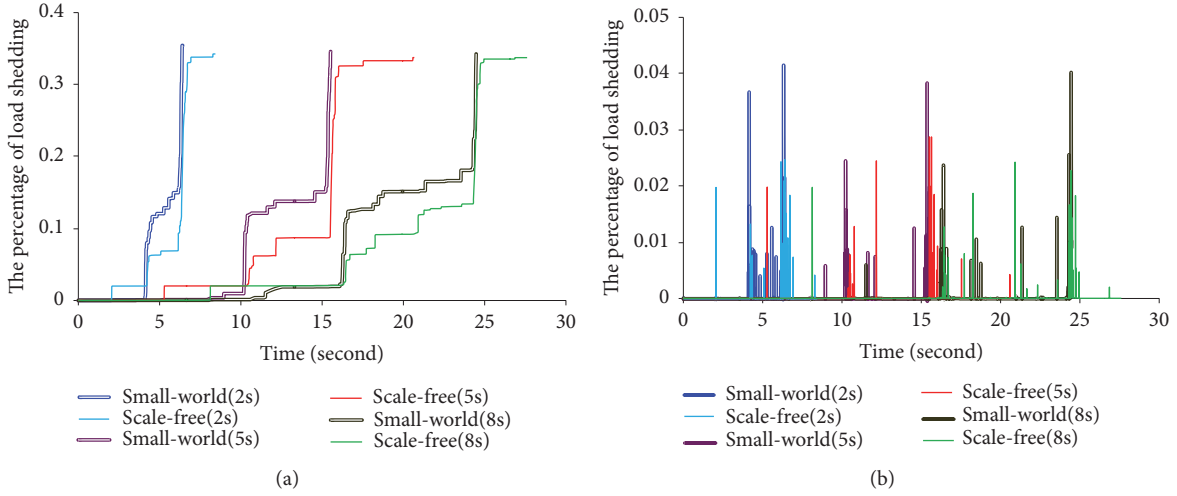 The percentage of load shedding
0.4
0.3
0.2
0.1
0
0 5 10 15 20 25 30
Time (second)
Small-world(2s)
Scale-free(2s)
Small-world(5s)
Scale-free(5s)
Small-world(8s)
Scale-free(8s)
(a)
The percentage of load shedding
0.05
0.04
0.03
0.02
0.01
0
0 5 10 15 20 25 30
Time (second)
Small-world(2s)
Scale-free(2s)
Small-world(5s)
Scale-free(5s)
Small-world(8s)
Scale-free(8s)
(b)